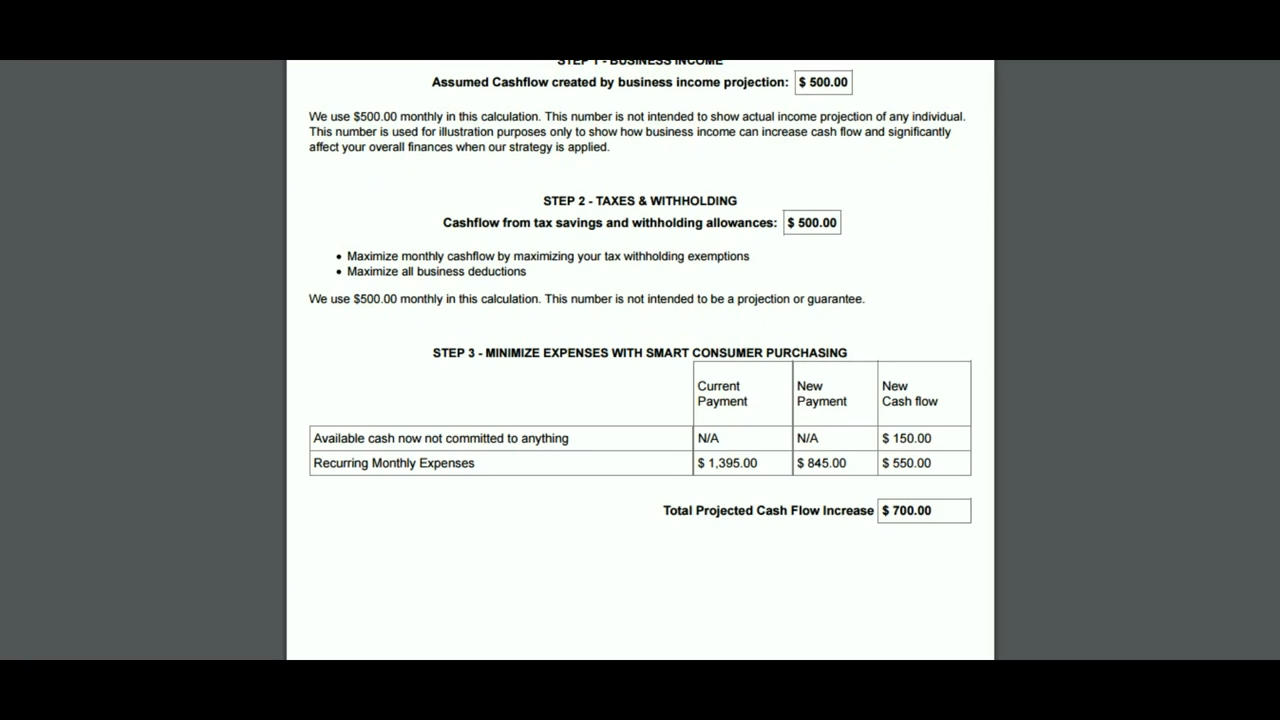 STEP 1 - BUSINESS INCOME
Assumed Cashflow created by business income projection: $ 500.00
We use $500.00 monthly in this calculation. This number is not intended to show actual income projection of any individual.
This number is used for illustration purposes only to show how business income can increase cash flow and significantly
affect your overall finances when our strategy is applied.
STEP 2 - TAXES & WITHHOLDING
Cashflow from tax savings and withholding allowances: $ 500.00
• Maximize monthly cashflow by maximizing your tax withholding exemptions
• Maximize all business deductions
We use $500.00 monthly in this calculation. This number is not intended to be a projection or guarantee.
STEP 3 - MINIMIZE EXPENSES WITH SMART CONSUMER PURCHASING
Current New New
Payment Payment Cash flow
Available cash now not committed to anything N/A N/A $ 150.00
Recurring Monthly Expenses $ 1,395.00 $ 845.00 $ 550.00
Total Projected Cash Flow Increase $ 700.00